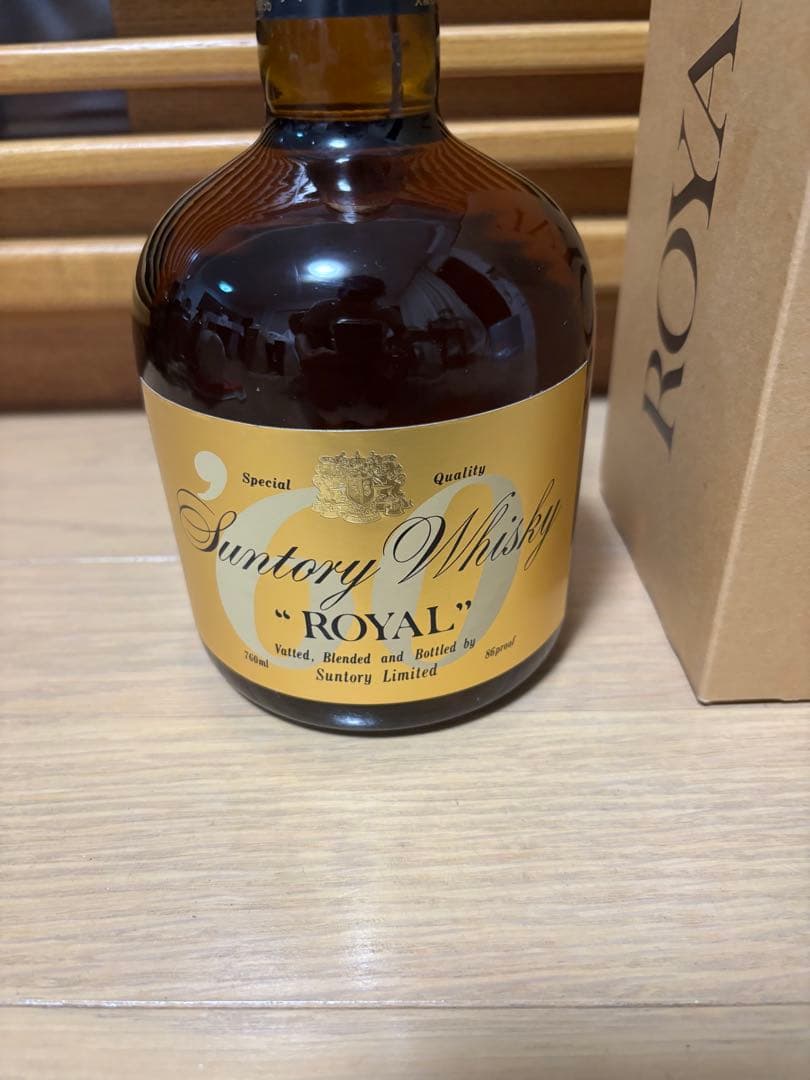 ROYA
'60
Special Quality
Suntory Whisky
"ROYAL"
Vatted, Blended and Bottled by
760ml Suntory Limited 86proof